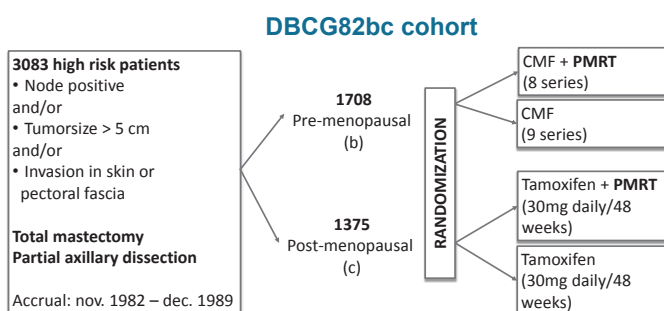 DBCG82bc cohort
3083 high risk patients
• Node positive
and/or
• Tumorsize > 5 cm
and/or
• Invasion in skin or
pectoral fascia
Total mastectomy
Partial axillary dissection
Accrual: nov. 1982 – dec. 1989
1708
Pre-menopausal
(b)
1375
Post-menopausal
(c)
RANDOMIZATION
CMF + PMRT
(8 series)
CMF
(9 series)
Tamoxifen + PMRT
(30mg daily/48
weeks)
Tamoxifen
(30mg daily/48
weeks)